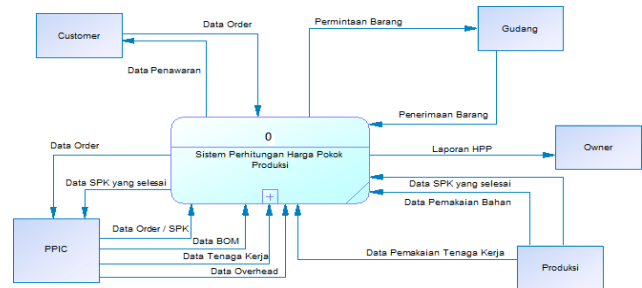 Data Order
Permintaan Barang
Customer
Gudang
Data Penawaran
Penerimaan Barang
0
Sistem Perhitungan Harga Pokok
Produksi
Data Order
Laporan HPP
Owner
Data SPK yang selesai
Data SPK yang selesai
Data Pemakaian Bahan
PPIC
Data Order / SPK
Data BOM
Data Tenaga Kerja
Data Overhead
Data Pemakaian Tenaga Kerja
Produksi